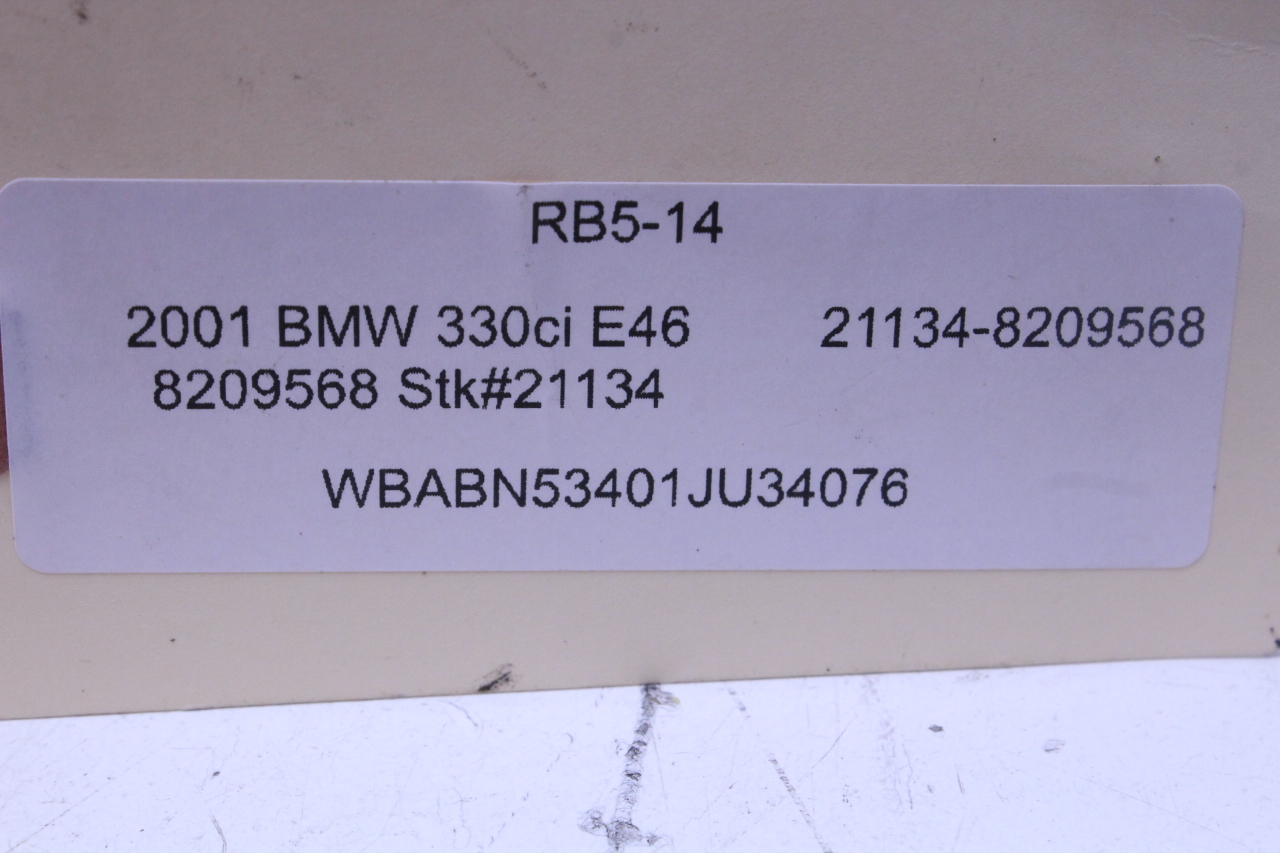 RB5-14
2001 BMW 330ci E46 21134-8209568
8209568 Stk#21134
WBABN53401JU34076